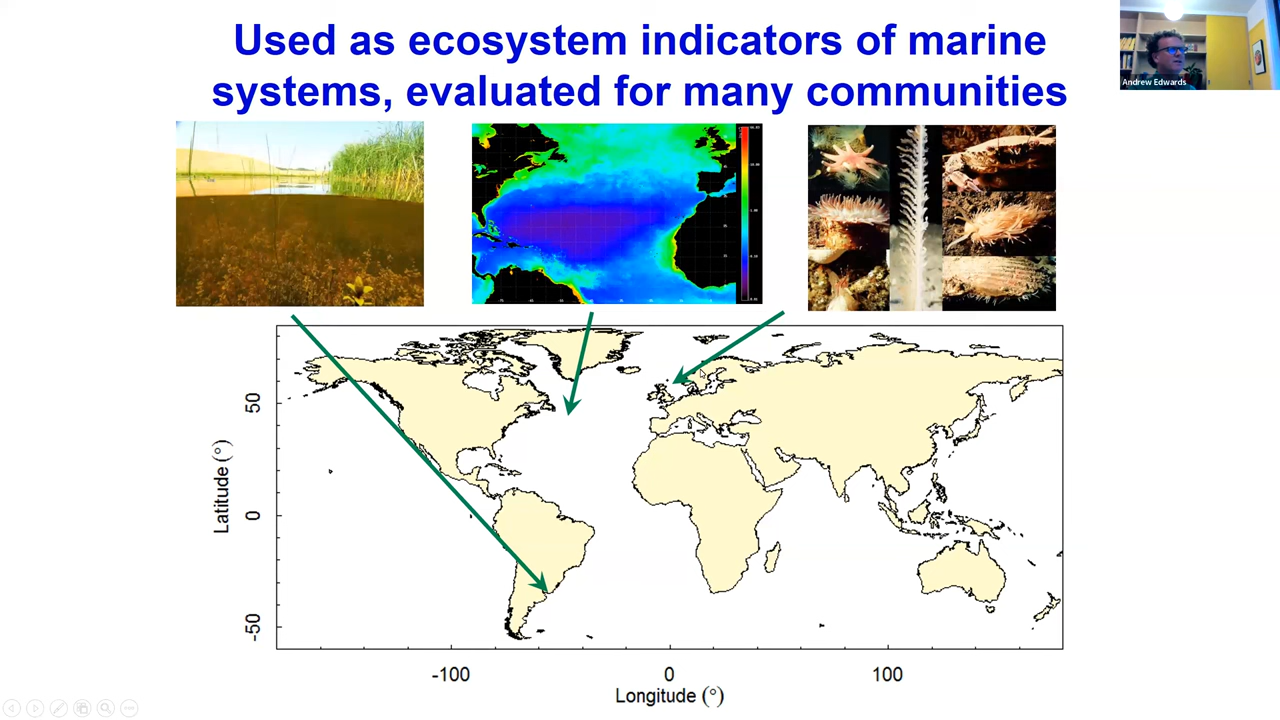 Used as ecosystem indicators of marine
systems, evaluated for many communities
Andrew Edwards
50
0
-50
Latitude (°)
-100
0
100
Longitude (°)